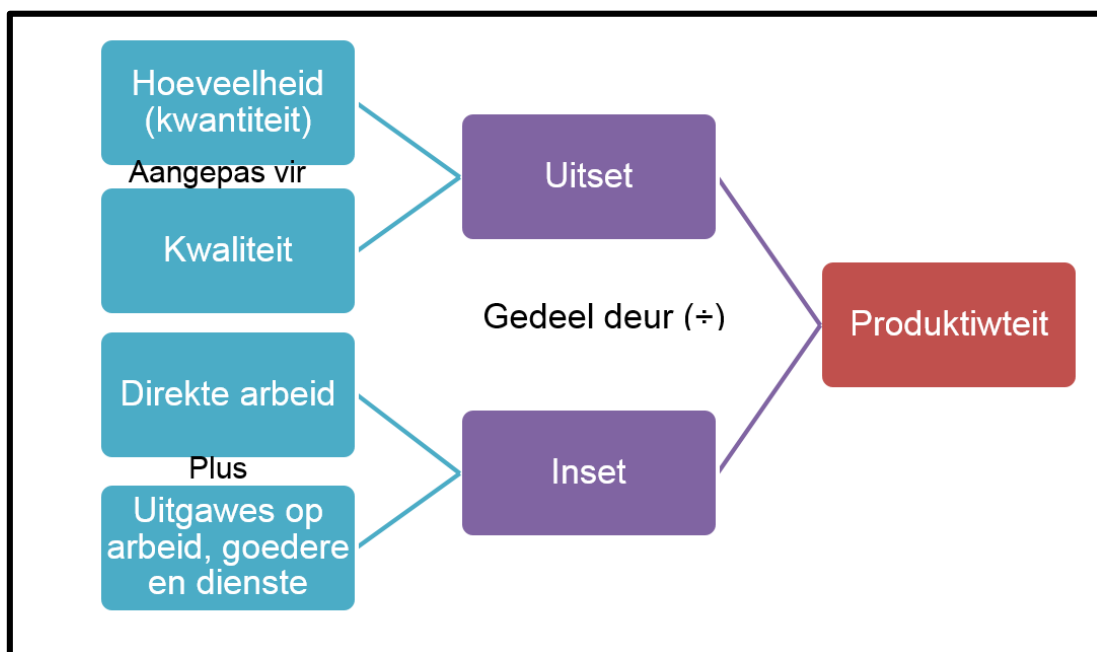 Hoeveelheid
(kwantiteit)
Aangepas vir
Kwaliteit
Direkte arbeid
Plus
Uitgawes op
arbeid, goedere
en dienste
Uitset
Gedeel deur (÷)
Inset
Produktiwteit